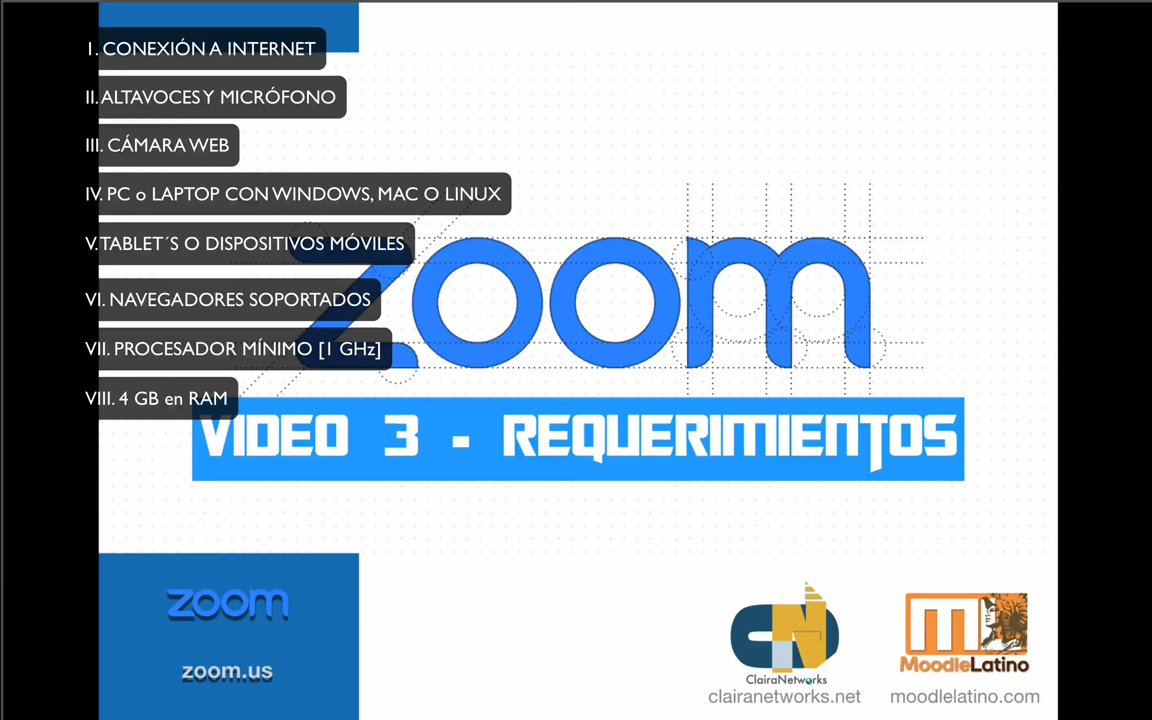 I. CONEXIÓN A INTERNET
II. ALTAVOCES Y MICRÓFONO
III. CÁMARA WEB
IV. PC o LAPTOP CON WINDOWS, MAC O LINUX
V. TABLET´S O DISPOSITIVOS MÓVILES
VI. NAVEGADORES SOPORTADOS
VII. PROCESADOR MÍNIMO [1 GHz]
VIII. 4 GB en RAM
zoom
VIDEO 3 - REQUERIMIENTOS
zoom
zoom.us
CN
ClairaNetworks
clairanetworks.net
M
MoodleLatino
moodlelatino.com